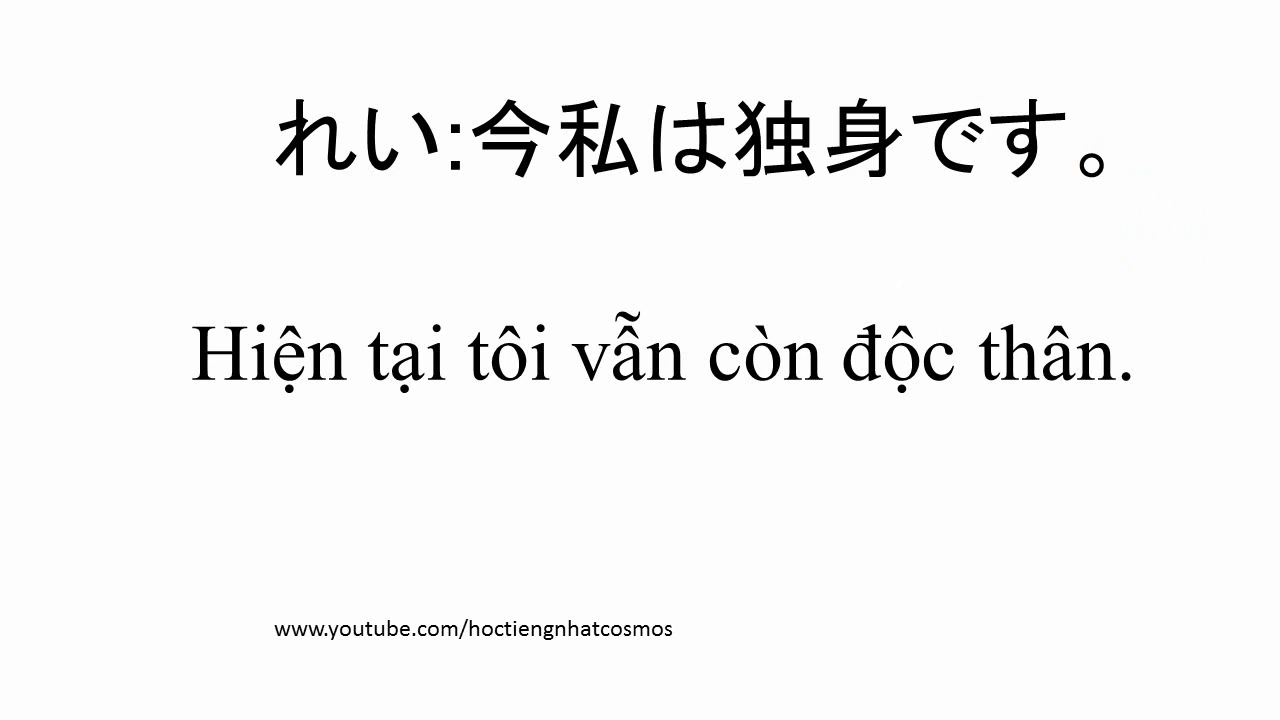 れい:今私は独身です。
Hiện tại tôi vẫn còn độc thân.
www.youtube.com/hoctiengnhatcosmos